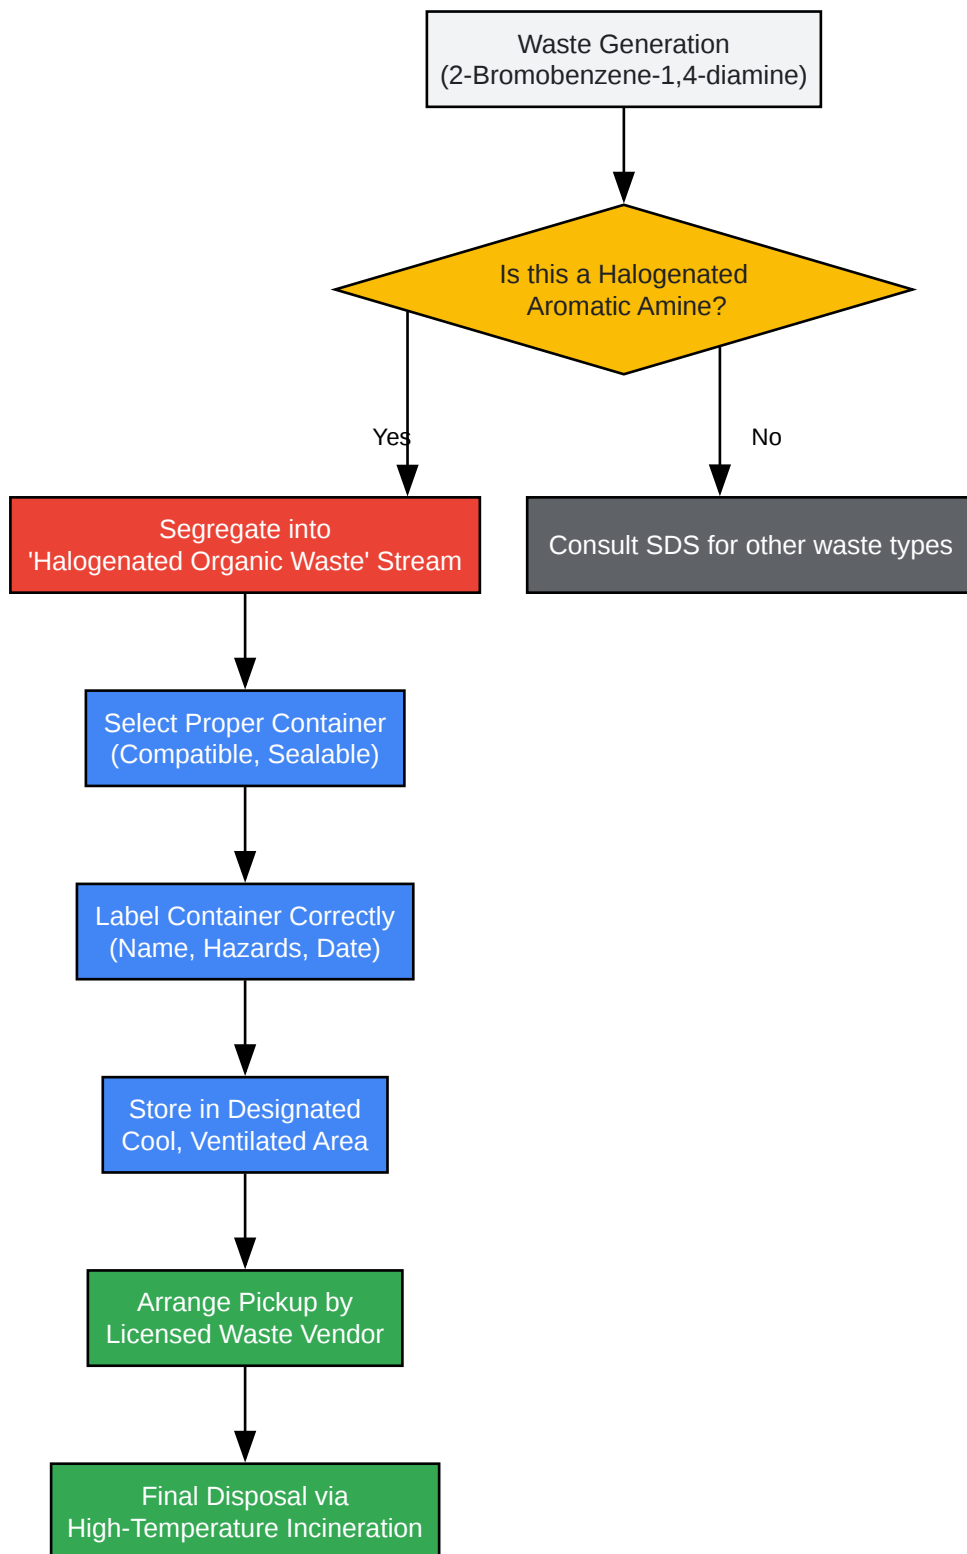 Waste Generation
(2-Bromobenzene-1,4-diamine)
Is this a Halogenated
Aromatic Amine?
Yes
No
Segregate into
'Halogenated Organic Waste' Stream
Consult SDS for other waste types
Select Proper Container
(Compatible, Sealable)
Label Container Correctly
(Name, Hazards, Date)
Store in Designated
Cool, Ventilated Area
Arrange Pickup by
Licensed Waste Vendor
Final Disposal via
High-Temperature Incineration